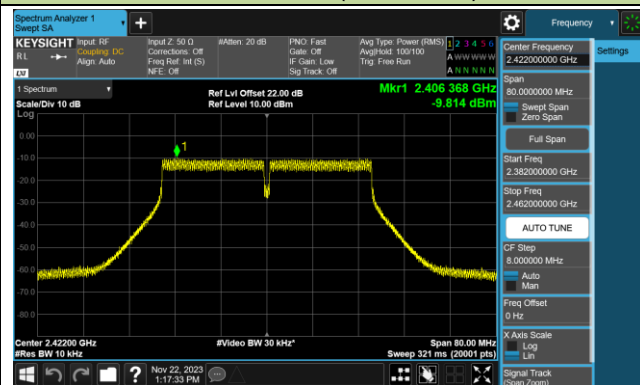 Spectrum Analyzer 1
Swept SA
+
Frequency
KEYSIGHT
Input: RF
Input Z: 50 Ω
#Atten: 20 dB
PNO: Fast
Avg Type: Power (RMS)
1 2 3 4 5 6
RL
Coupling: DC
Corrections: Off
Gate: Off
Avg|Hold: 100/100
A W W W W W
Align: Auto
Freq Ref: Int (S)
IF Gain: Low
Trig: Free Run
NFE: Off
Sig Track: Off
A N N N N N
LXI
1 Spectrum
Scale/Div 10 dB
Ref Lvl Offset 22.00 dB
Ref Level 10.00 dBm
Mkr1 2.406 368 GHz
-9.814 dBm
Log
0.00
-10.0
-20.0
-30.0
-40.0
-50.0
-60.0
-70.0
-80.0
1
Center 2.42200 GHz
#Video BW 30 kHz*
Span 80.00 MHz
#Res BW 10 kHz
Sweep 321 ms (20001 pts)
Nov 22, 2023
1:17:33 PM
Center Frequency
2.422000000 GHz
Settings
Span
80.0000000 MHz
Swept Span
Zero Span
Full Span
Start Freq
2.382000000 GHz
Stop Freq
2.462000000 GHz
AUTO TUNE
CF Step
8.000000 MHz
Auto
Man
Freq Offset
0 Hz
X Axis Scale
Log
Lin
Signal Track
(Span Zoom)